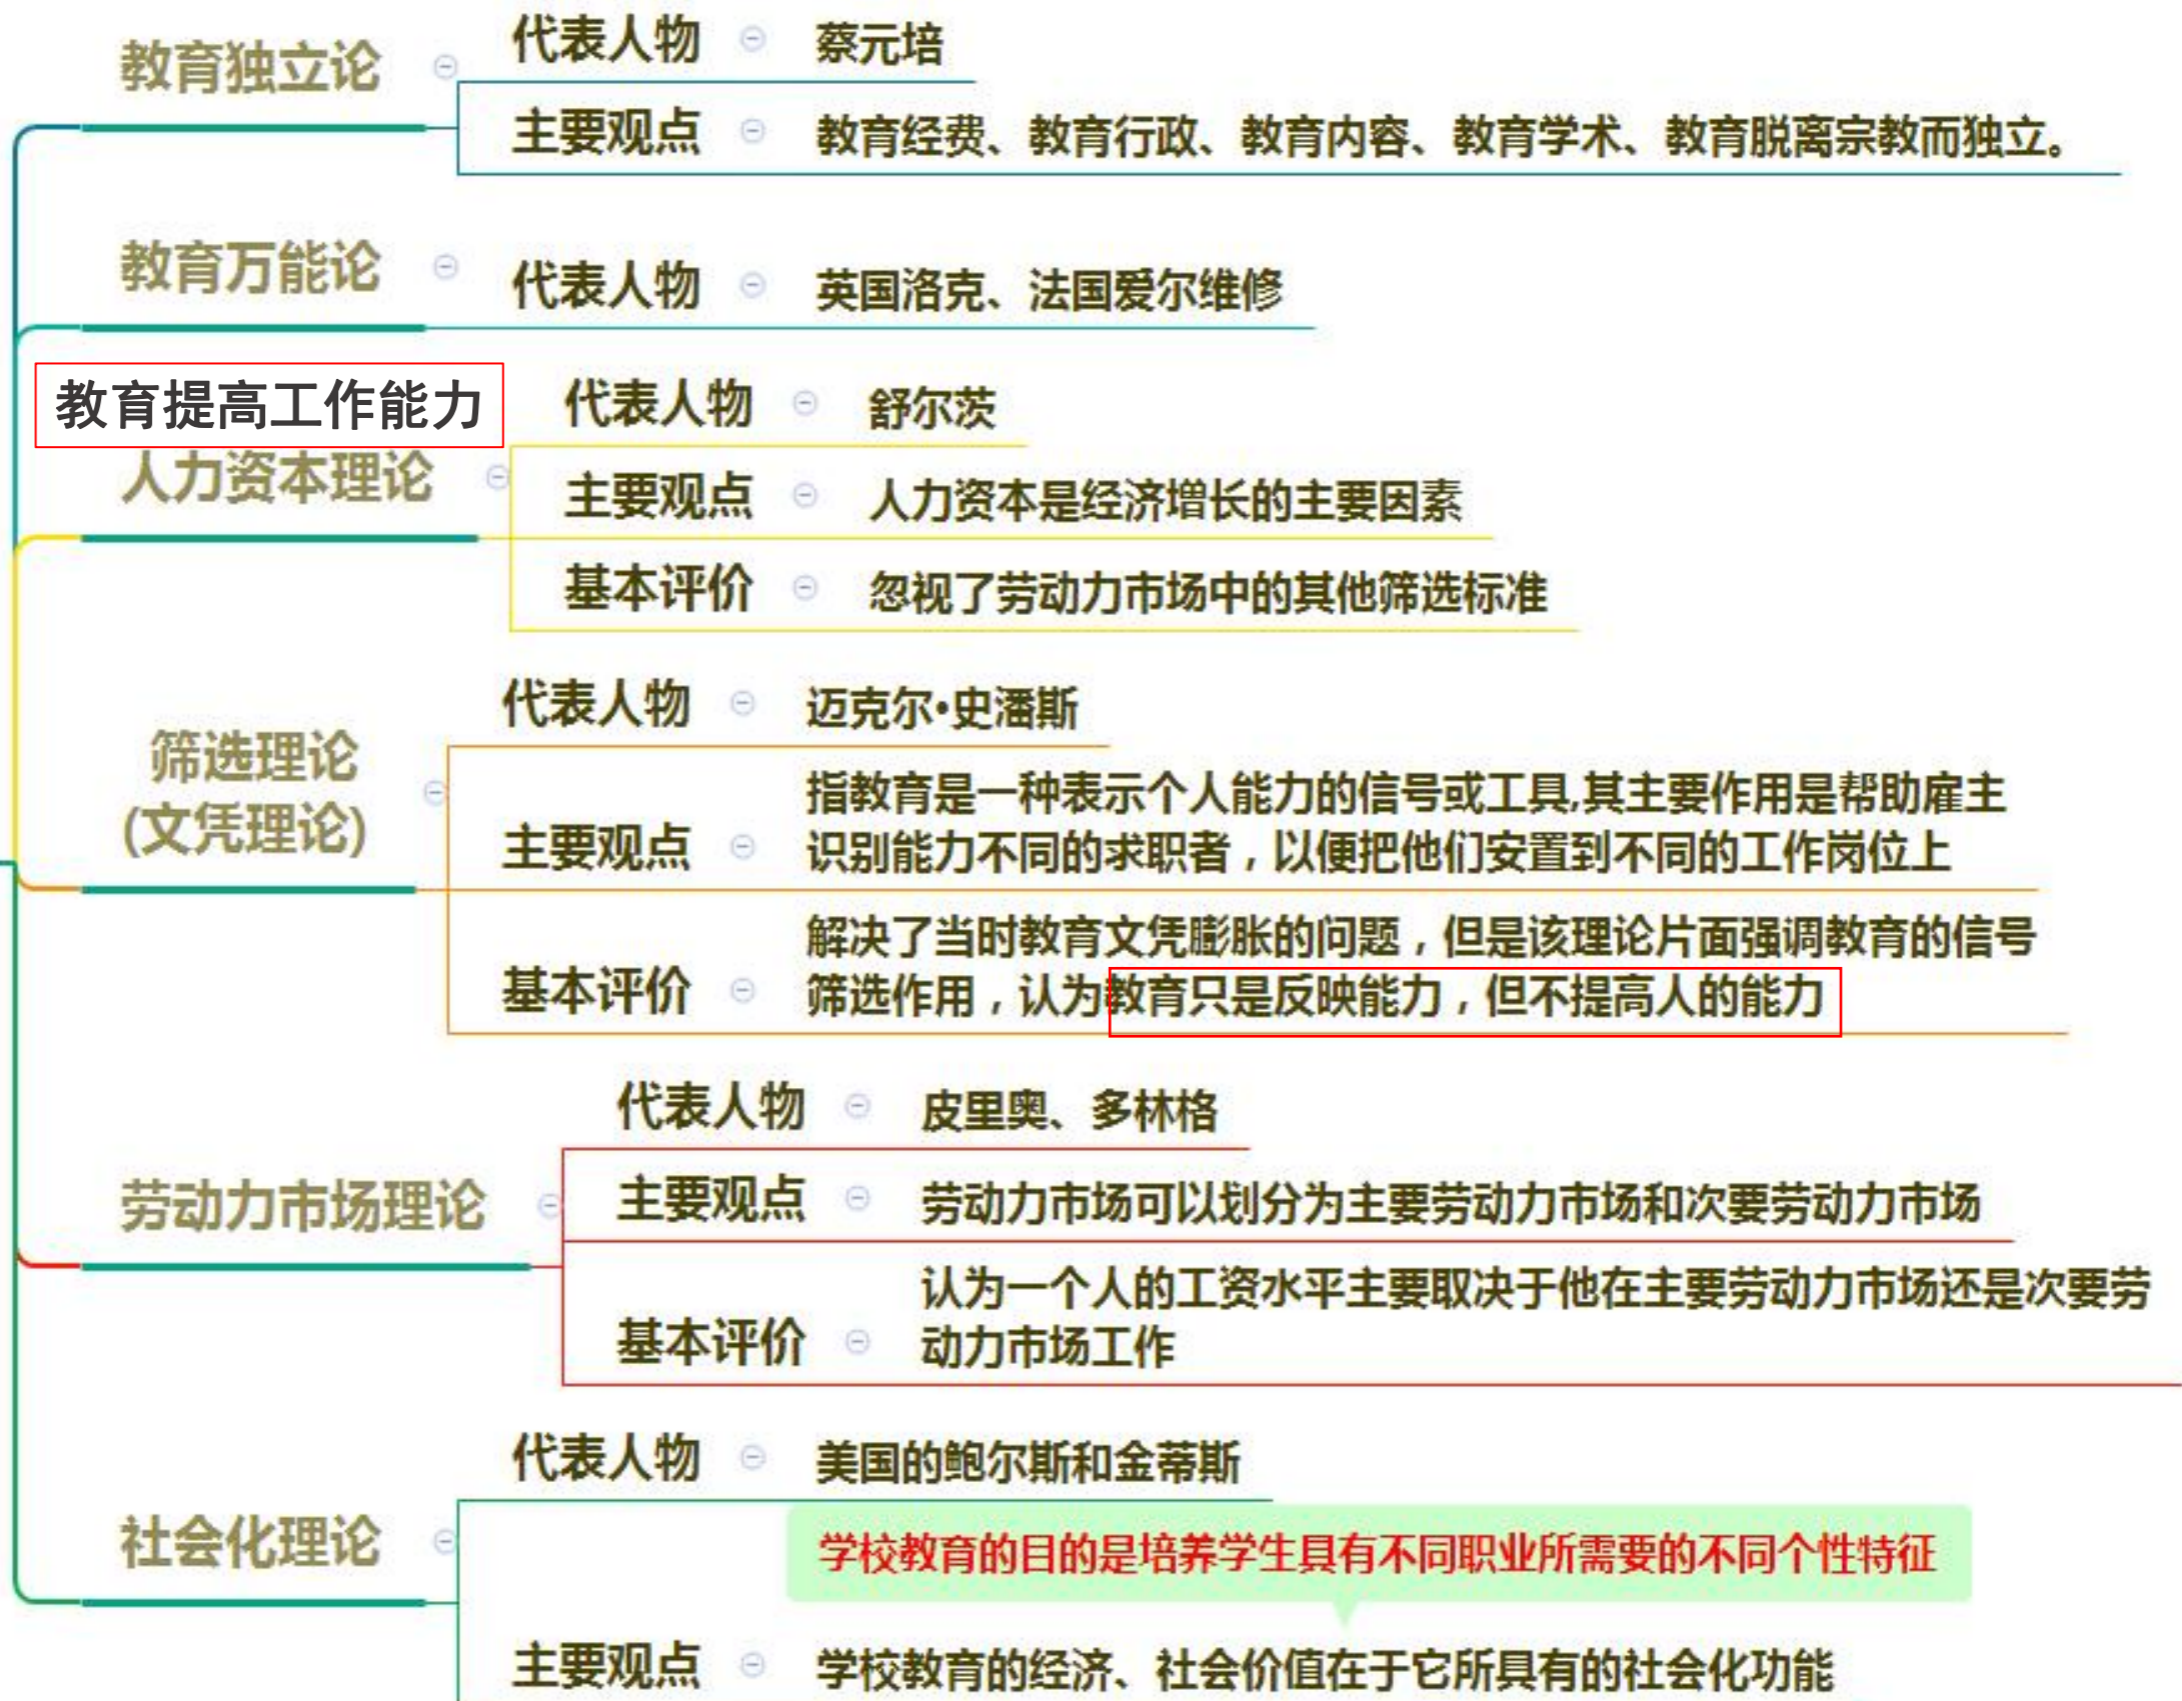 教育独立论
代表人物
蔡元培
主要观点
教育经费、教育行政、教育内容、教育学术、教育脱离宗教而独立。
教育万能论
代表人物
英国洛克、法国爱尔维修
教育提高工作能力
人力资本理论
代表人物
舒尔茨
主要观点
人力资本是经济增长的主要因素
基本评价
忽视了劳动力市场中的其他筛选标准
筛选理论
(文凭理论)
代表人物
迈克尔•史潘斯
主要观点
指教育是一种表示个人能力的信号或工具,其主要作用是帮助雇主
识别能力不同的求职者，以便把他们安置到不同的工作岗位上
基本评价
解决了当时教育文凭膨胀的问题，但是该理论片面强调教育的信号
筛选作用，认为教育只是反映能力，但不提高人的能力
劳动力市场理论
代表人物
皮里奥、多林格
主要观点
劳动力市场可以划分为主要劳动力市场和次要劳动力市场
基本评价
认为一个人的工资水平主要取决于他在主要劳动力市场还是次要劳
动力市场工作
社会化理论
代表人物
美国的鲍尔斯和金蒂斯
学校教育的目的是培养学生具有不同职业所需要的不同个性特征
主要观点
学校教育的经济、社会价值在于它所具有的社会化功能